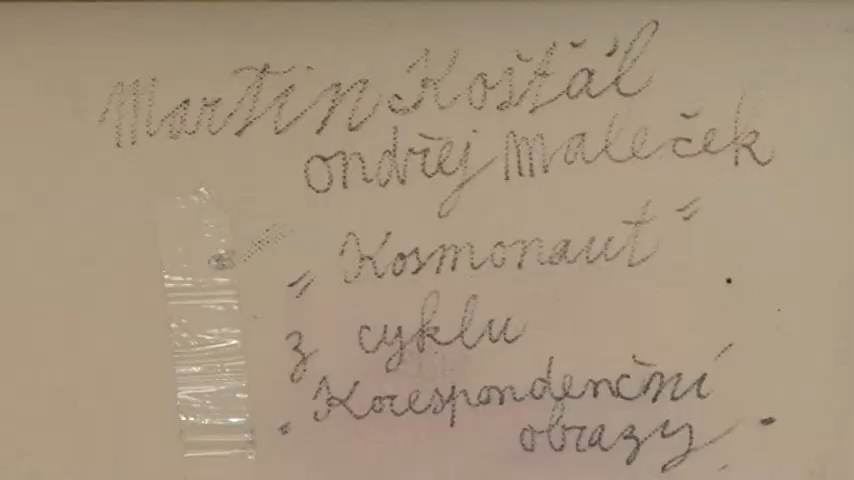 Martin Koštál
ondřej Maleček
"Kosmonaut"
z cyklu
"Korespondenční
obrazy"